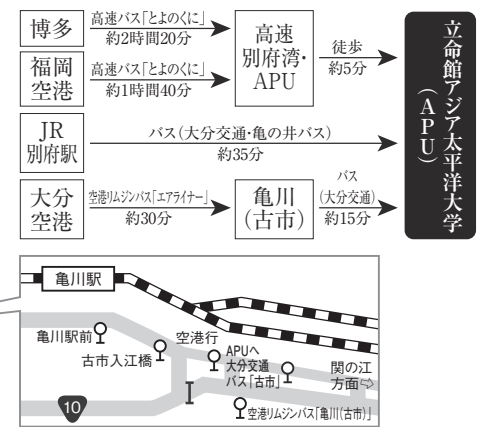 博多
高速バス「とよのくに」
約2時間20分
福岡
空港
高速バス「とよのくに」
約1時間40分
高速
別府湾・
APU
徒歩
約5分
JR
別府駅
バス(大分交通・亀の井バス)
約35分
大分
空港
空港リムジンバス「エアライナー」
約30分
亀川
(古市)
バス
(大分交通)
約15分
立命館アジア太平洋大学
(APU)
亀川駅
亀川駅前
古市入江橋
空港行
APUへ
大分交通
バス「古市」
関の江
方面⇨
10
空港リムジンバス「亀川(古市)」